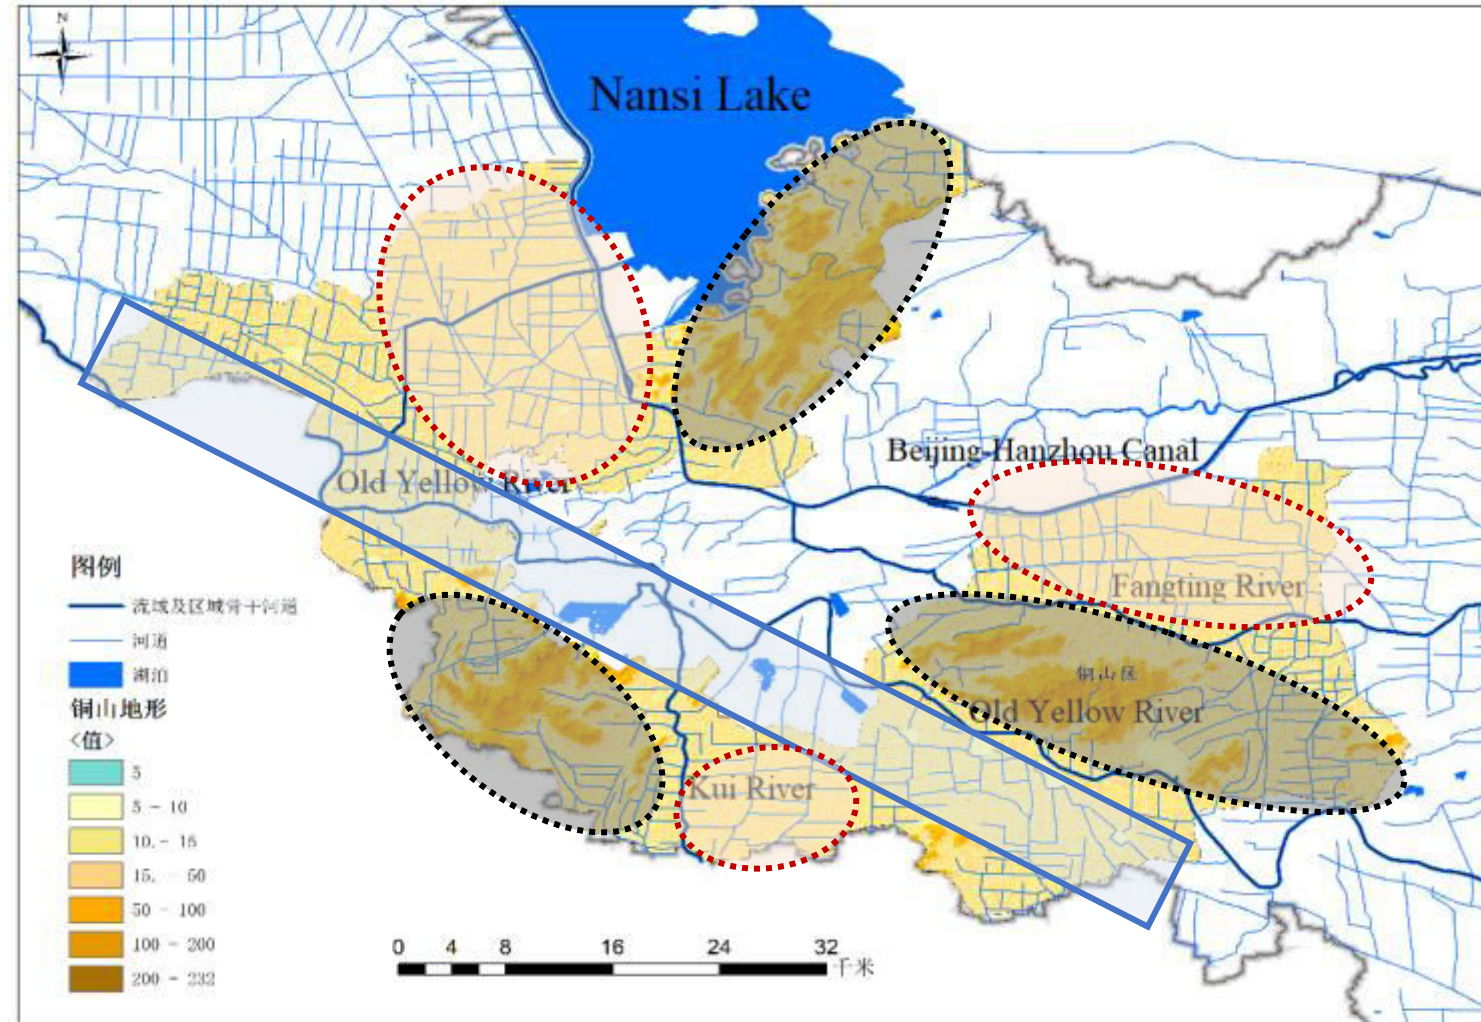 N
Nansi Lake
Beijing-Hanzhou Canal
Old Yellow River
Fangting River
铜山区
Old Yellow River
Kui River
图例
流域及区域骨干河道
河道
湖泊
铜山地形
<值>
5
5 - 10
10. - 15
15. - 50
50 - 100
100 - 200
200 - 232
0 4 8 16 24 32
千米